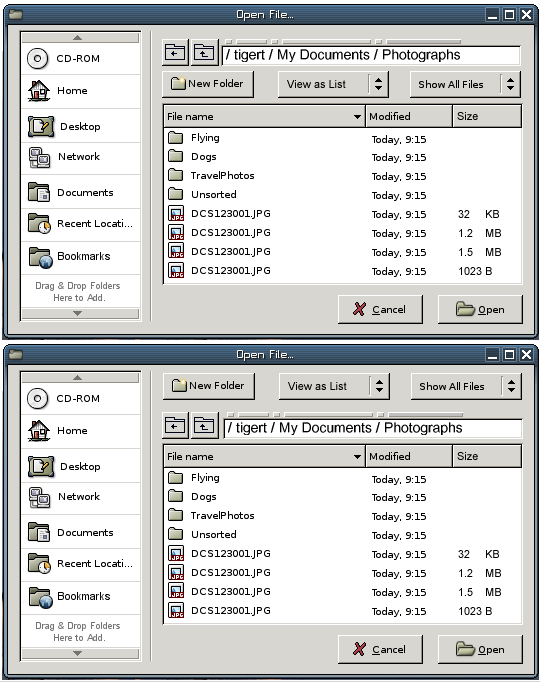 Open File...
CD-ROM
Home
Desktop
Network
Documents
Recent Locati...
Bookmarks
Drag & Drop Folders
Here to Add.
/ tigert / My Documents / Photographs
New Folder View as List Show All Files
File name Modified Size
Flying Today, 9:15
Dogs Today, 9:15
TravelPhotos Today, 9:15
Unsorted Today, 9:15
DCS123001.JPG Today, 9:15 32 KB
DCS123001.JPG Today, 9:15 1.2 MB
DCS123001.JPG Today, 9:15 1.5 MB
DCS123001.JPG Today, 9:15 1023 B
Cancel Open
Open File...
CD-ROM
Home
Desktop
Network
Documents
Recent Locati...
Bookmarks
Drag & Drop Folders
Here to Add.
New Folder View as List Show All Files
/ tigert / My Documents / Photographs
File name Modified Size
Flying Today, 9:15
Dogs Today, 9:15
TravelPhotos Today, 9:15
Unsorted Today, 9:15
DCS123001.JPG Today, 9:15 32 KB
DCS123001.JPG Today, 9:15 1.2 MB
DCS123001.JPG Today, 9:15 1.5 MB
DCS123001.JPG Today, 9:15 1023 B
Cancel Open